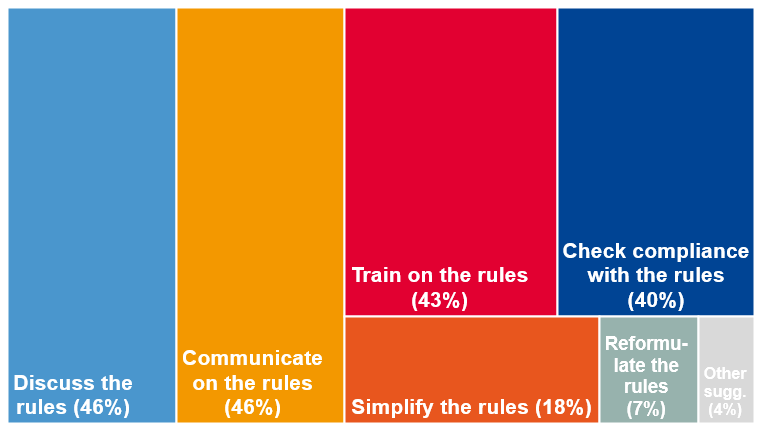 Discuss the
rules (46%)
Communicate
on the rules
(46%)
Train on the rules
(43%)
Check compliance
with the rules
(40%)
Simplify the rules (18%)
Reformu-
late the
rules
(7%)
Other
sugg.
(4%)